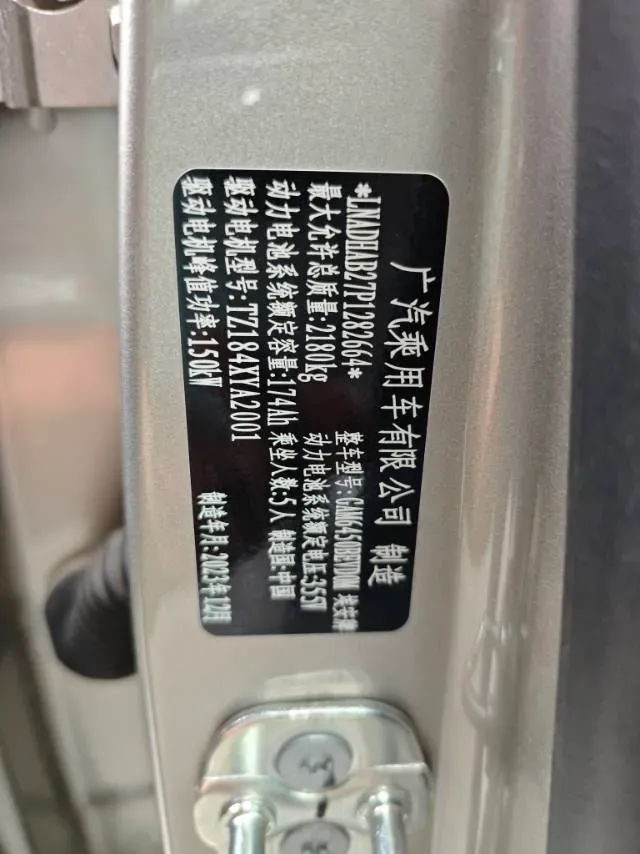 广汽乘用车有限公司 制造
*LNADHAB27P1282664* 整车型号:GAM6450BEVD0W 埃安牌
最大允许总质量:2180kg 动力电池系统额定电压:355V
动力电池系统额定容量:174Ah 乘坐人数:5人 制造国:中国
驱动电机型号:TZ184XYA2001
驱动电机峰值功率:150kW 制造年月:2023年12月